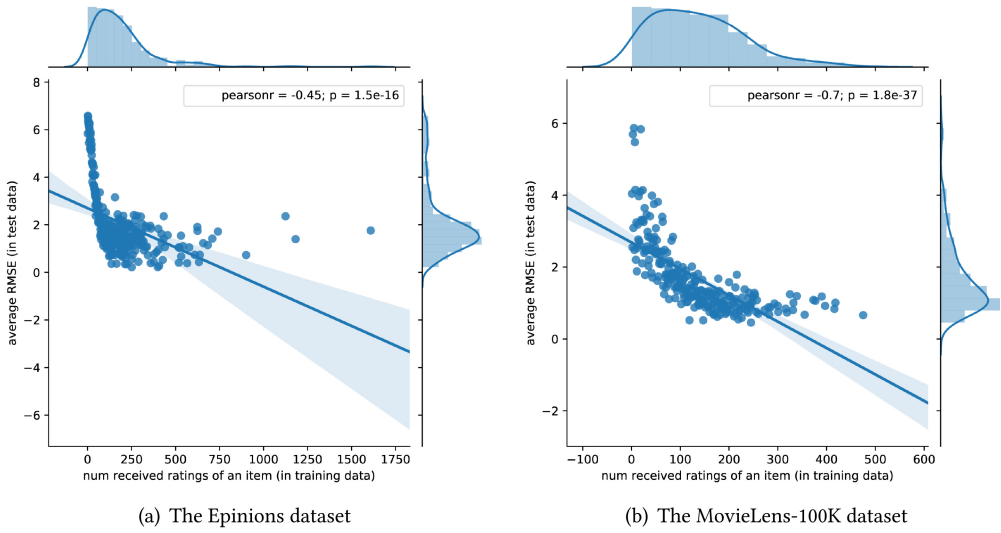 pearsonr = -0.45; p = 1.5e-16
8
6
4
2
0
−2
−4
−6
average RMSE (in test data)
0 250 500 750 1000 1250 1500 1750
num received ratings of an item (in training data)
(a) The Epinions dataset
pearsonr = -0.7; p = 1.8e-37
6
4
2
0
−2
average RMSE (in test data)
−100 0 100 200 300 400 500 600
num received ratings of an item (in training data)
(b) The MovieLens-100K dataset